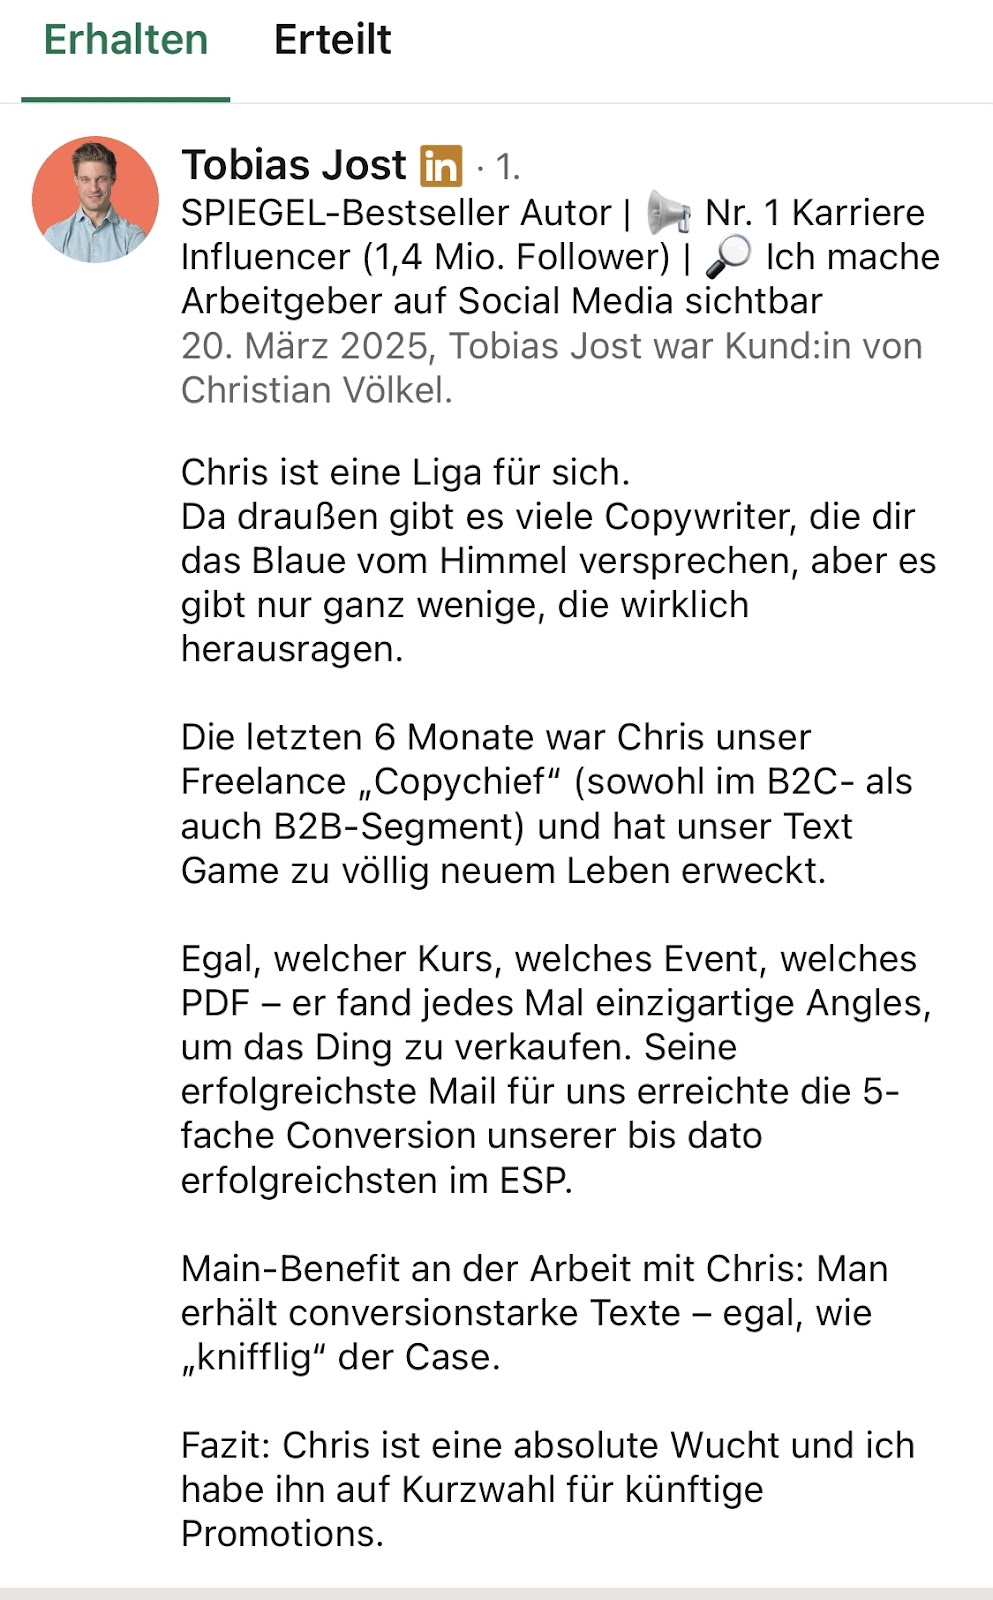 Erhalten Erteilt
Tobias Jost in · 1.
SPIEGEL-Bestseller Autor | 📢 Nr. 1 Karriere
Influencer (1,4 Mio. Follower) | 🔎 Ich mache
Arbeitgeber auf Social Media sichtbar
20. März 2025, Tobias Jost war Kund:in von
Christian Völkel.
Chris ist eine Liga für sich.
Da draußen gibt es viele Copywriter, die dir
das Blaue vom Himmel versprechen, aber es
gibt nur ganz wenige, die wirklich
herausragen.
Die letzten 6 Monate war Chris unser
Freelance „Copychief“ (sowohl im B2C- als
auch B2B-Segment) und hat unser Text
Game zu völlig neuem Leben erweckt.
Egal, welcher Kurs, welches Event, welches
PDF – er fand jedes Mal einzigartige Angles,
um das Ding zu verkaufen. Seine
erfolgreichste Mail für uns erreichte die 5-
fache Conversion unserer bis dato
erfolgreichsten im ESP.
Main-Benefit an der Arbeit mit Chris: Man
erhält conversionstarke Texte – egal, wie
„knifflig“ der Case.
Fazit: Chris ist eine absolute Wucht und ich
habe ihn auf Kurzwahl für künftige
Promotions.